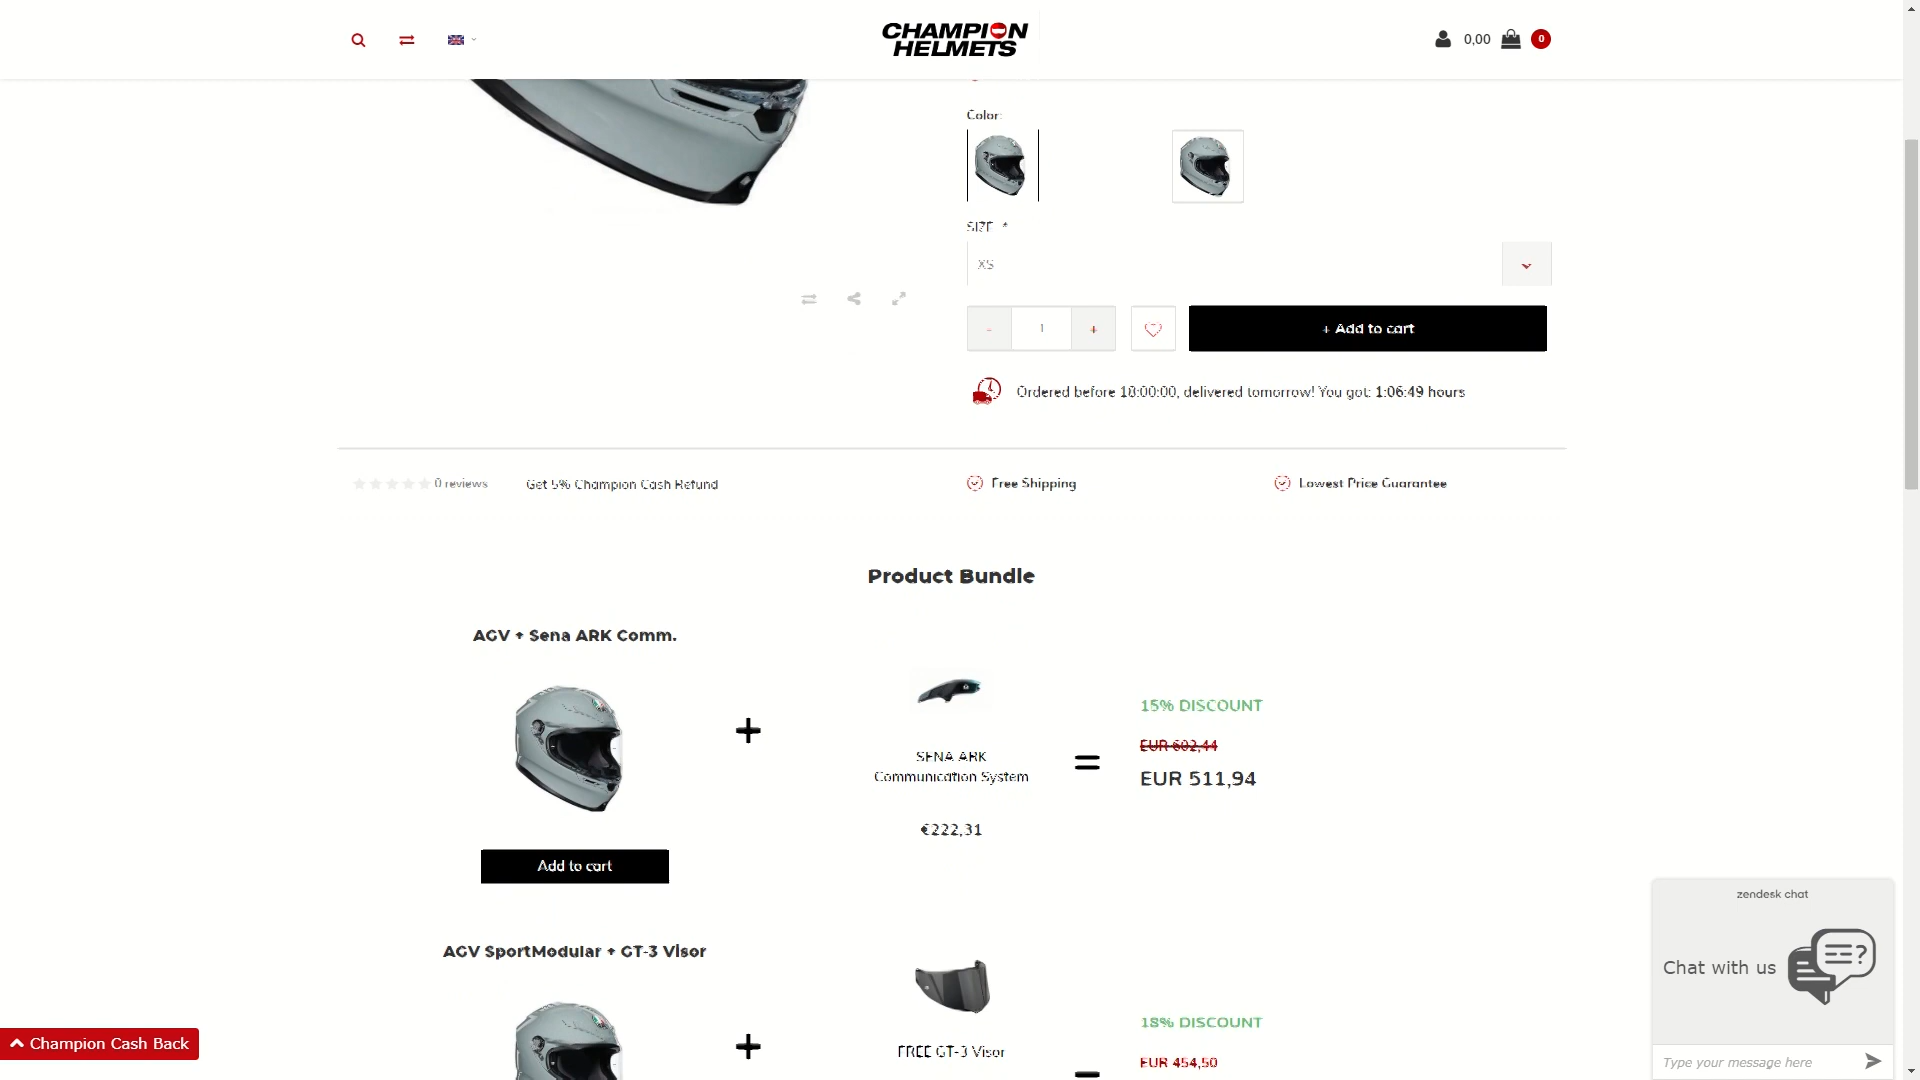 CHAMPION
HELMETS
0,00
0
Color:
SIZE *
XS
- 1 +
+ Add to cart
Ordered before 18:00:00, delivered tomorrow! You got: 1:06:49 hours
0 reviews
Get 5% Champion Cash Refund
Free Shipping
Lowest Price Guarantee
Product Bundle
AGV + Sena ARK Comm.
+
SENA ARK
Communication System
€222,31
=
15% DISCOUNT
EUR 602,44
EUR 511,94
Add to cart
AGV SportModular + GT-3 Visor
+
FREE GT-3 Visor
=
18% DISCOUNT
EUR 454,50
zendesk chat
Chat with us
Type your message here
Champion Cash Back